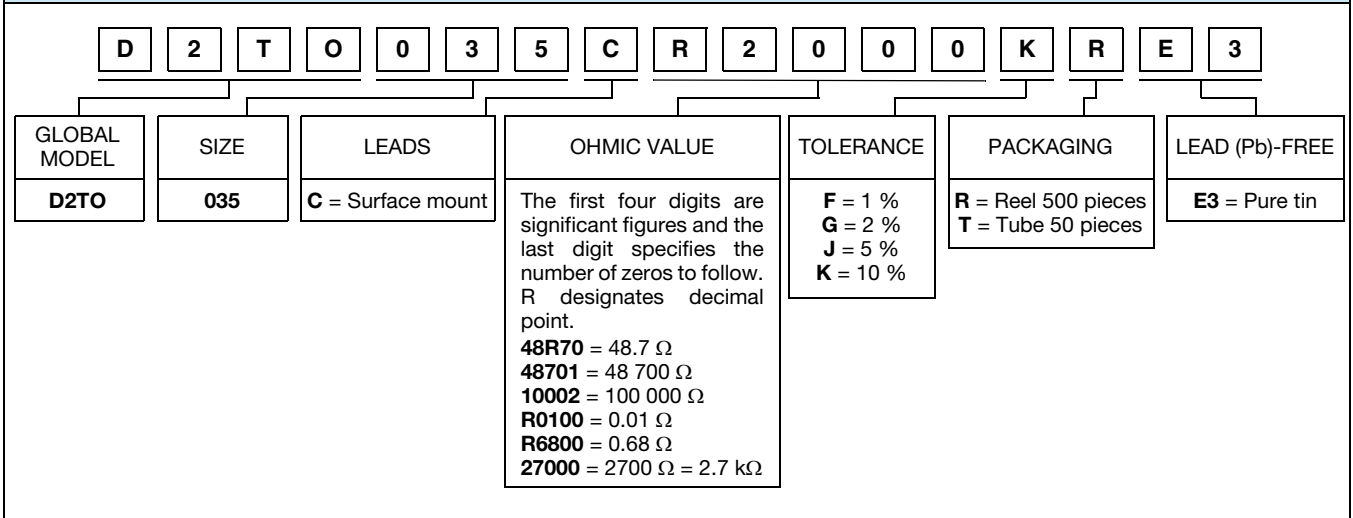 D 2 T O 0 3 5 C R 2 0 0 0 K R E 3
GLOBAL
MODEL
D2TO
SIZE
035
LEADS
C = Surface mount
OHMIC VALUE
The first four digits are
significant figures and the
last digit specifies the
number of zeros to follow.
R designates decimal
point.
48R70 = 48.7 Ω
48701 = 48 700 Ω
10002 = 100 000 Ω
R0100 = 0.01 Ω
R6800 = 0.68 Ω
27000 = 2700 Ω = 2.7 kΩ
TOLERANCE
F = 1 %
G = 2 %
J = 5 %
K = 10 %
PACKAGING
R = Reel 500 pieces
T = Tube 50 pieces
LEAD (Pb)-FREE
E3 = Pure tin